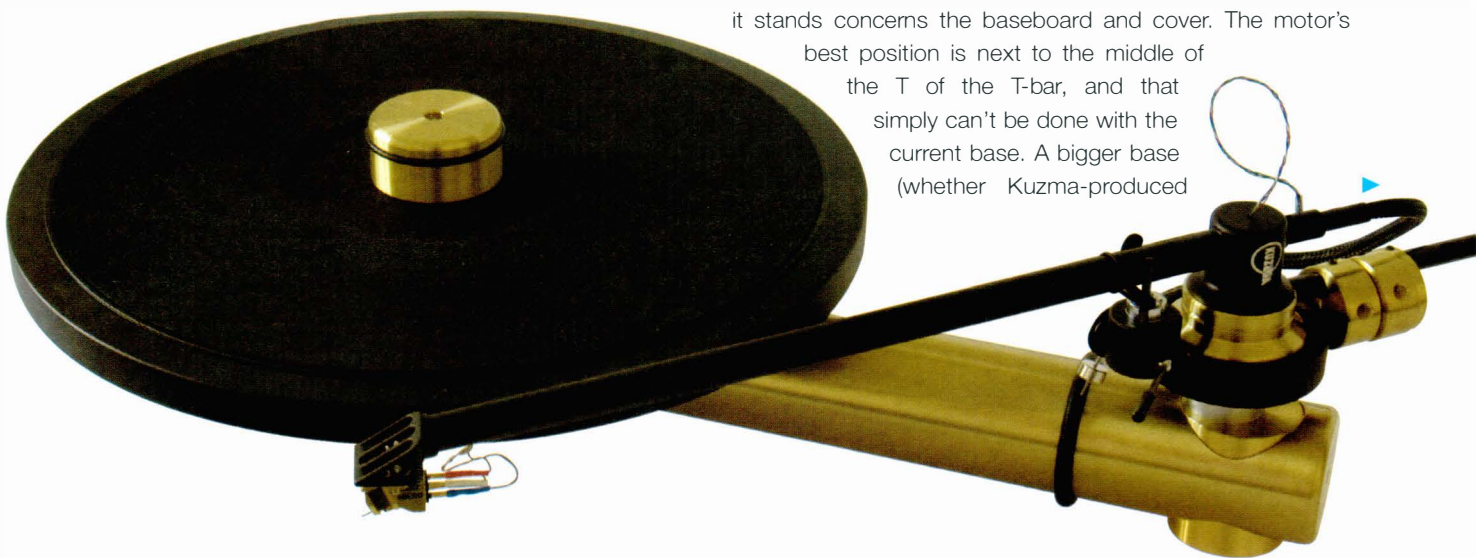 it stands concerns the baseboard and cover. The motor's
best position is next to the middle of
the T of the T-bar, and that
simply can't be done with the
current base. A bigger base
(whether Kuzma-produced
KUZMA